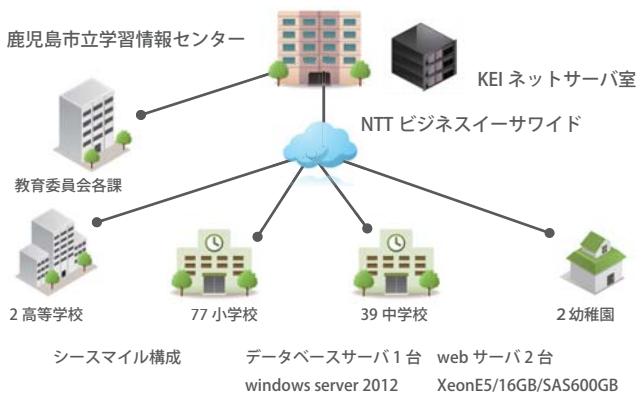 鹿児島市立学習情報センター
KEI ネットサーバ室
NTT ビジネスイーサワイド
教育委員会各課
2 高等学校
77 小学校
39 中学校
2 幼稚園
シースマイル構成
データベースサーバ 1 台 web サーバ 2 台
windows server 2012 XeonE5/16GB/SAS600GB